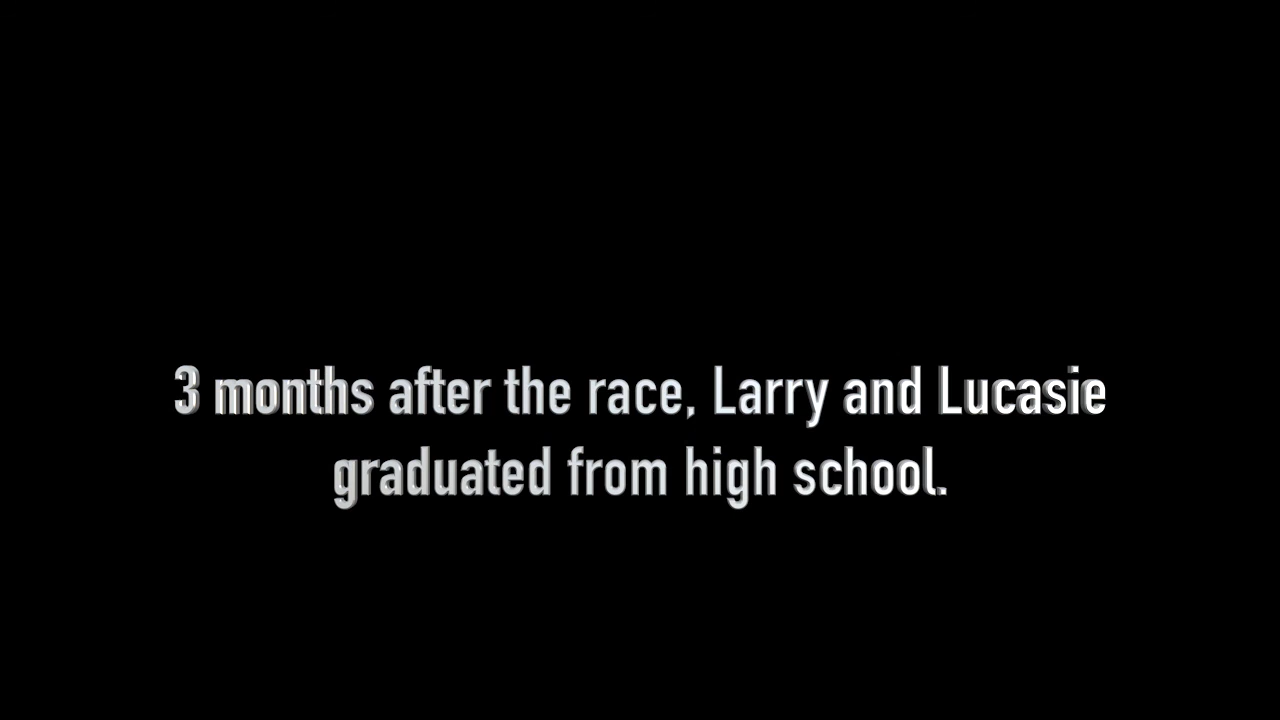 3 months after the race, Larry and Lucasie
graduated from high school.